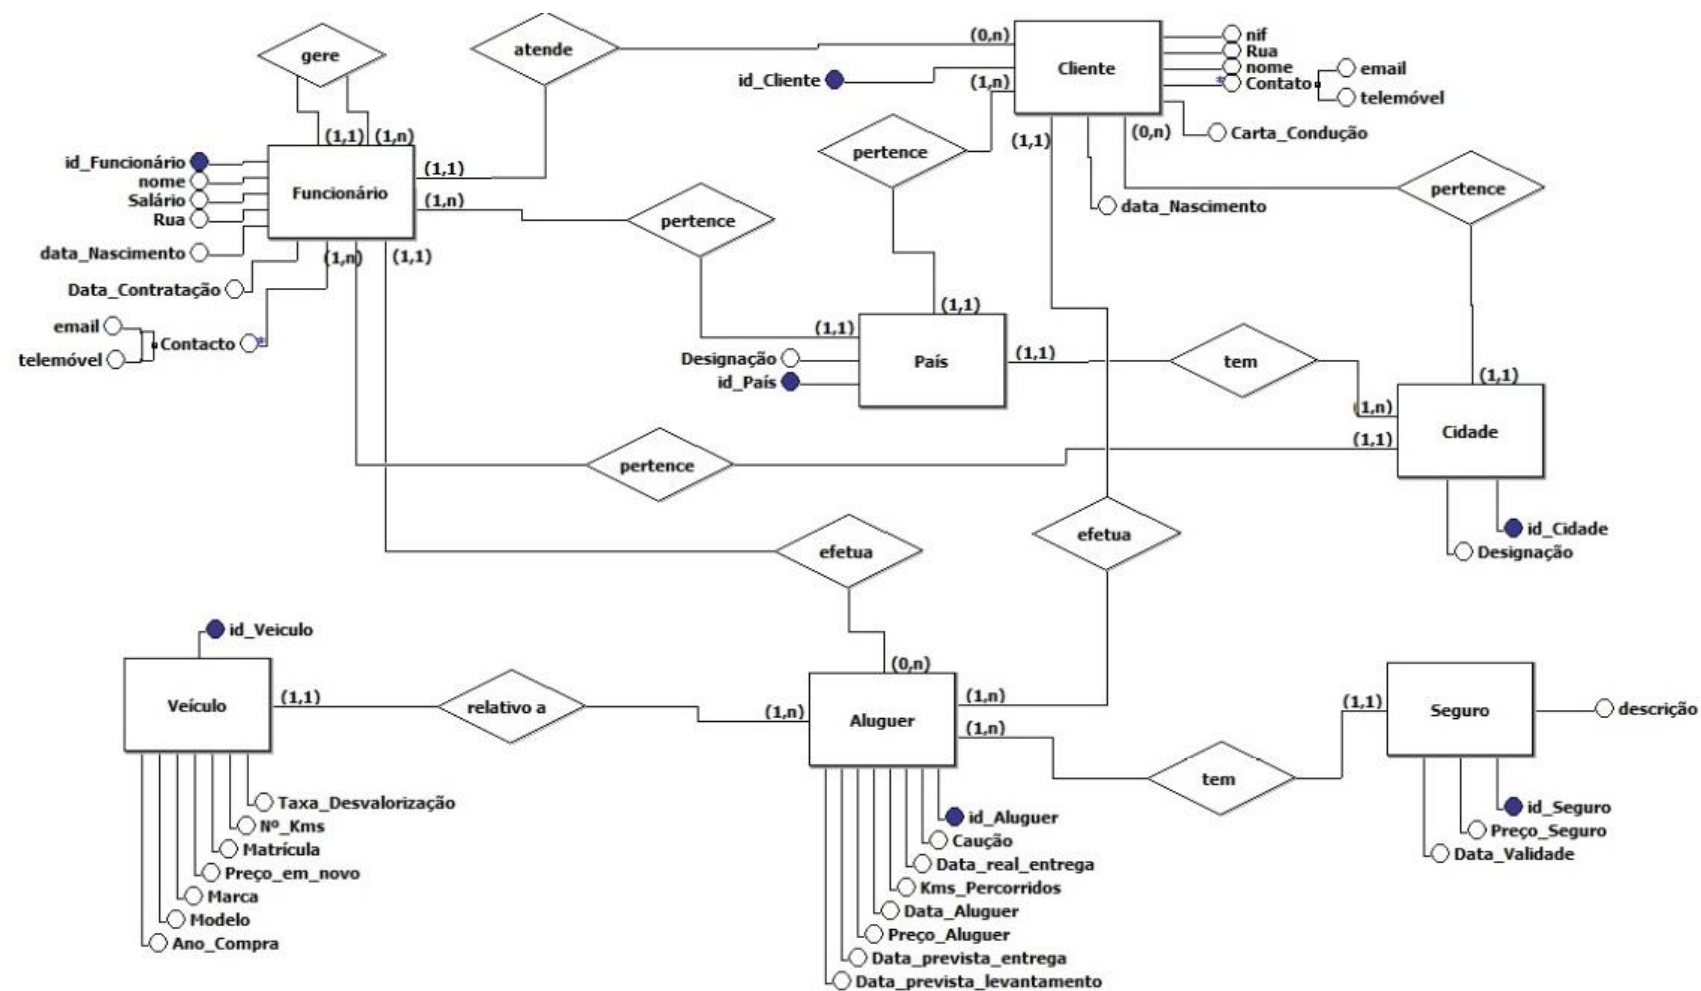 gere
atende
(0,n)
Cliente
nif
Rua
nome
Contato
*
email
telemóvel
id_Cliente
(1,n)
Carta_Condução
(1,1)
(0,n)
data_Nascimento
pertence
pertence
(1,1) (1,n)
id_Funcionário
nome
Salário
Rua
data_Nascimento
Funcionário
(1,1)
(1,n)
pertence
(1,n)
(1,1)
Data_Contratação
email
telemóvel
Contacto
*
(1,1)
(1,1)
Designação
id_País
País
(1,1)
tem
(1,1)
(1,n)
(1,1)
Cidade
pertence
id_Cidade
Designação
efetua
efetua
id_Veiculo
Veículo
(1,1)
relativo a
(1,n)
(0,n)
Aluguer
(1,n)
(1,n)
tem
(1,1)
Seguro
descrição
Taxa_Desvalorização
Nº_Kms
Matrícula
Preço_em_novo
Marca
Modelo
Ano_Compra
id_Aluguer
Caução
Data_real_entrega
Kms_Percorridos
Data_Aluguer
Preço_Aluguer
Data_prevista_entrega
Data_prevista_levantamento
id_Seguro
Preço_Seguro
Data_Validade